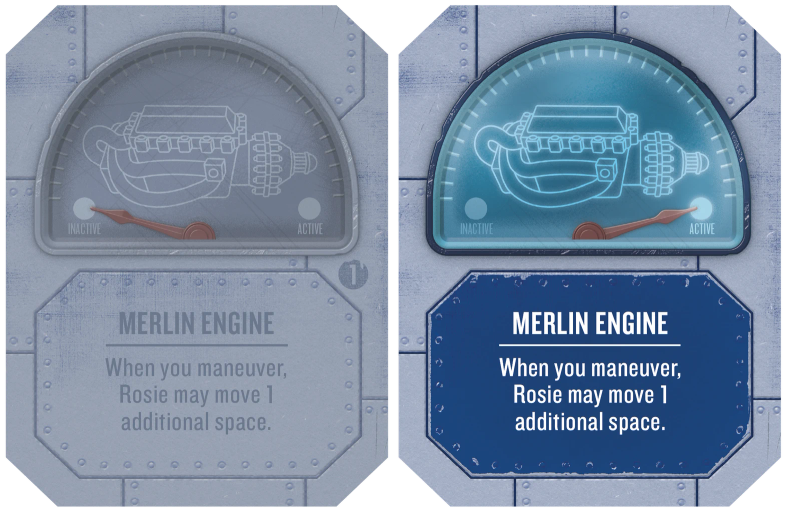 INACTIVE
ACTIVE
1
MERLIN ENGINE
When you maneuver,
Rosie may move 1
additional space.
INACTIVE
ACTIVE
MERLIN ENGINE
When you maneuver,
Rosie may move 1
additional space.